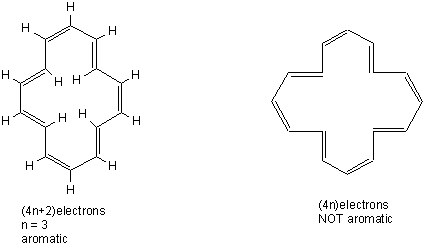 H
H H
H H
H H
H H H H
H H
H
(4n+2)electrons
n = 3
aromatic
(4n)electrons
NOT aromatic